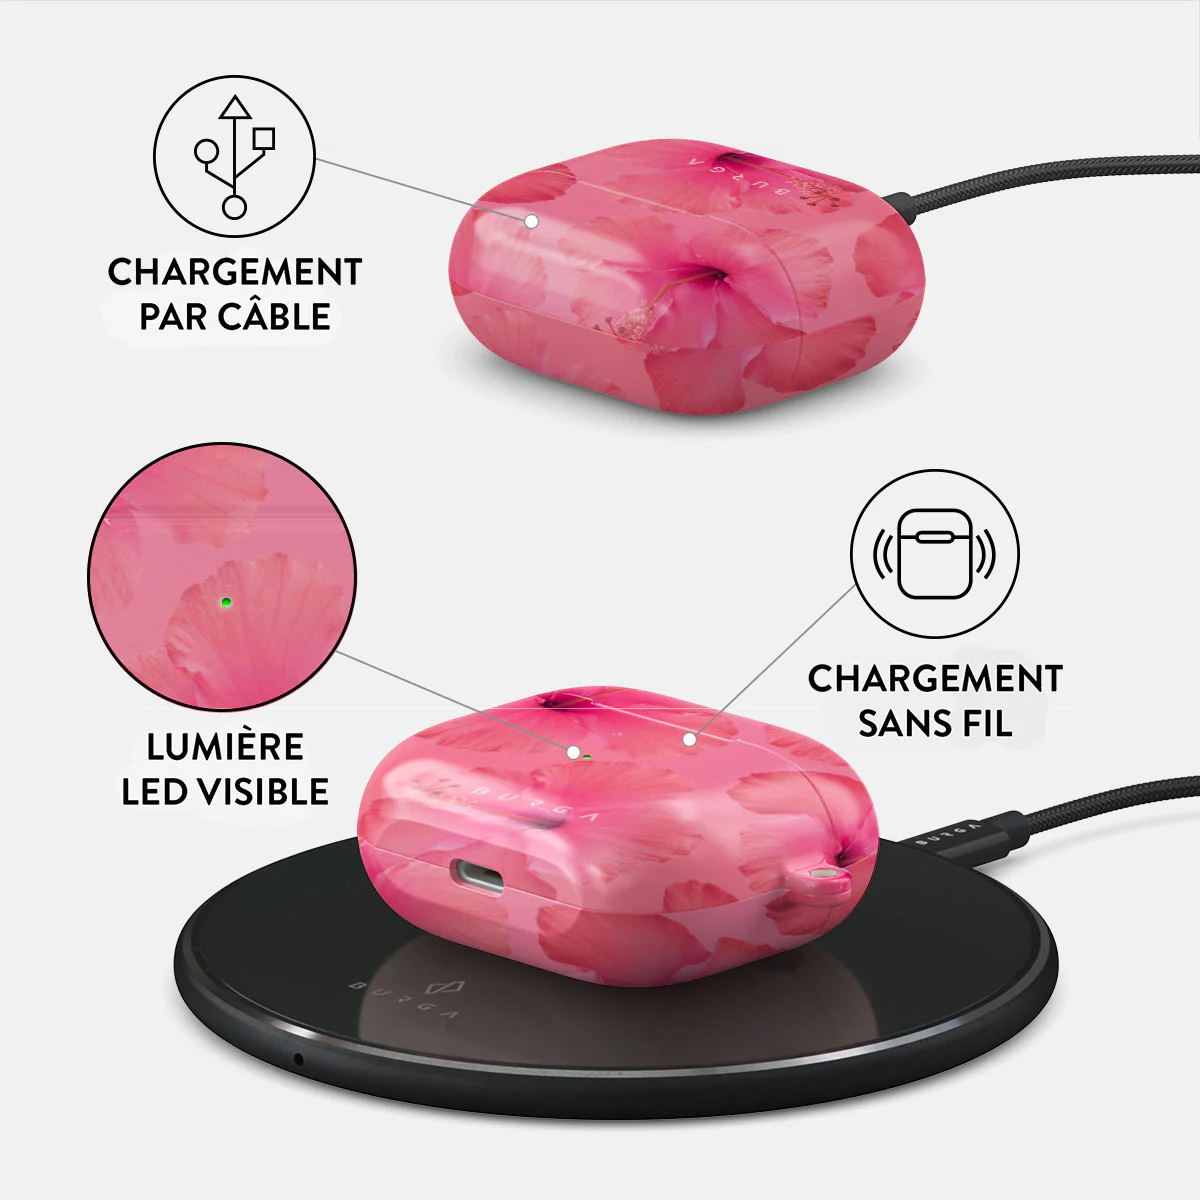 BURGA
CHARGEMENT
PAR CÂBLE
CHARGEMENT
SANS FIL
LUMIÈRE
LED VISIBLE
BURGA
BURGA
BURGA